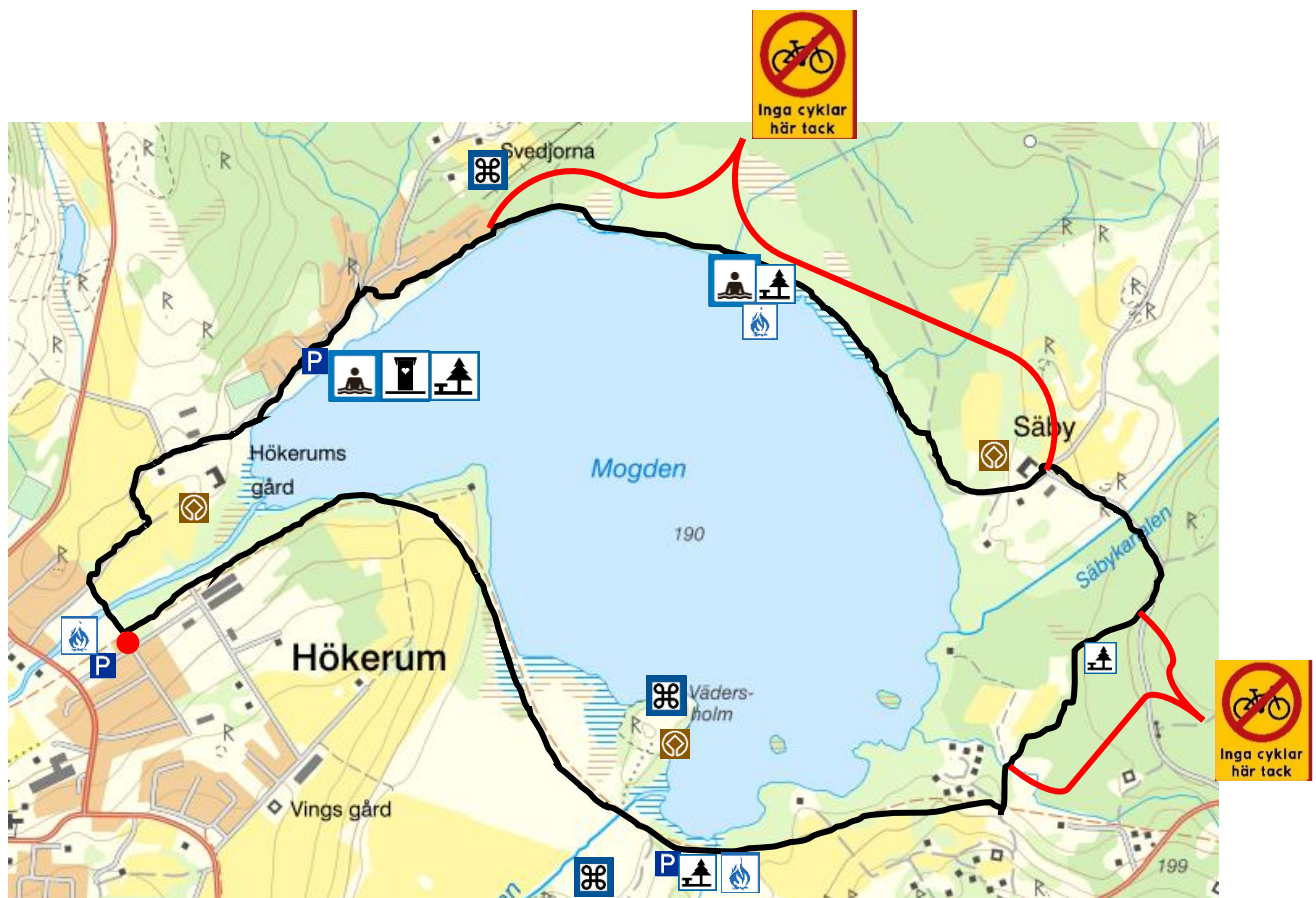 Inga cyklar
här tack
Svedjorna
R
R
R
R
R
R
R
R
R
P
Säby
Hökerums
gård
Mogden
190
Säbykanalen
R
R
Hökerum
P
Väders-
holm
Inga cyklar
här tack
Vings gård
P
199
R
R